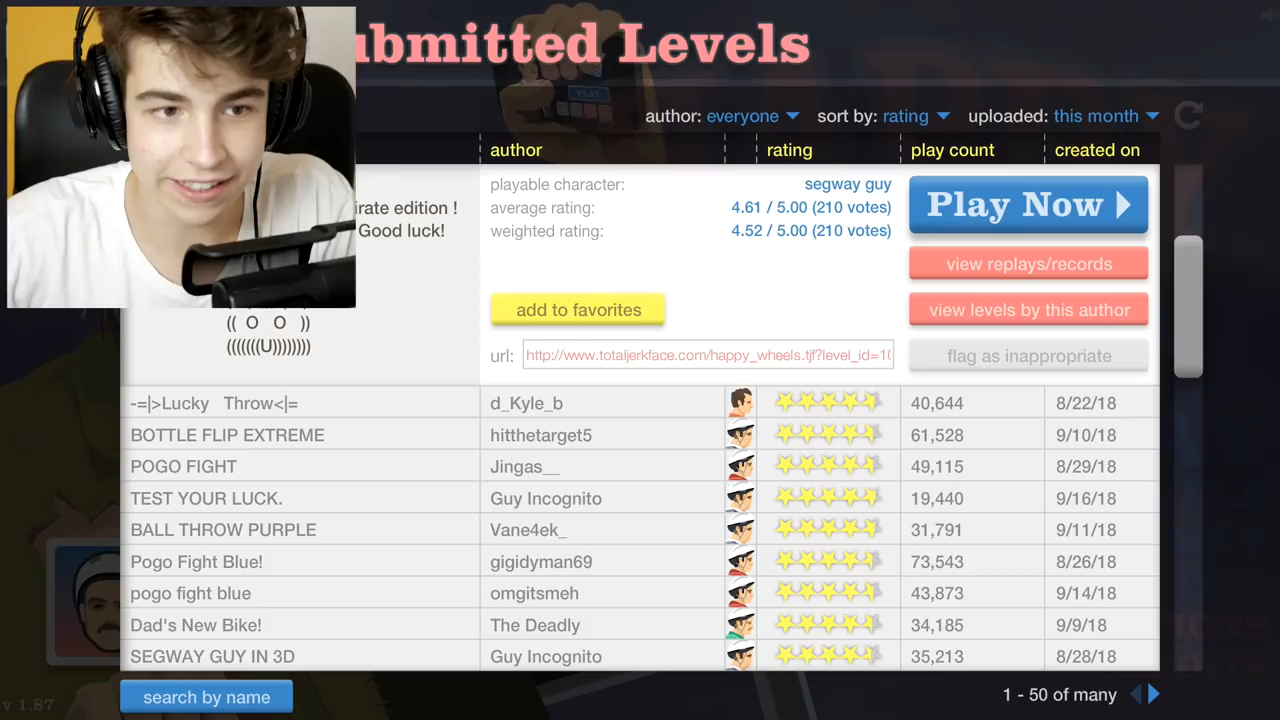 ubmitted Levels
author: everyone sort by: rating uploaded: this month
author rating play count created on
irate edition !
Good luck!
(( O O ))
(((((((U))))))))
playable character: segway guy
average rating: 4.61 / 5.00 (210 votes)
weighted rating: 4.52 / 5.00 (210 votes)
add to favorites
url: http://www.totaljerkface.com/happy_wheels.tjf?level_id=10
Play Now
view replays/records
view levels by this author
flag as inappropriate
-=|>Lucky Throw<|= d_Kyle_b 40,644 8/22/18
BOTTLE FLIP EXTREME hitthetarget5 61,528 9/10/18
POGO FIGHT Jingas__ 49,115 8/29/18
TEST YOUR LUCK. Guy Incognito 19,440 9/16/18
BALL THROW PURPLE Vane4ek_ 31,791 9/11/18
Pogo Fight Blue! gigidyman69 73,543 8/26/18
pogo fight blue omgitsmeh 43,873 9/14/18
Dad's New Bike! The Deadly 34,185 9/9/18
SEGWAY GUY IN 3D Guy Incognito 35,213 8/28/18
search by name
1 - 50 of many
v 1.87